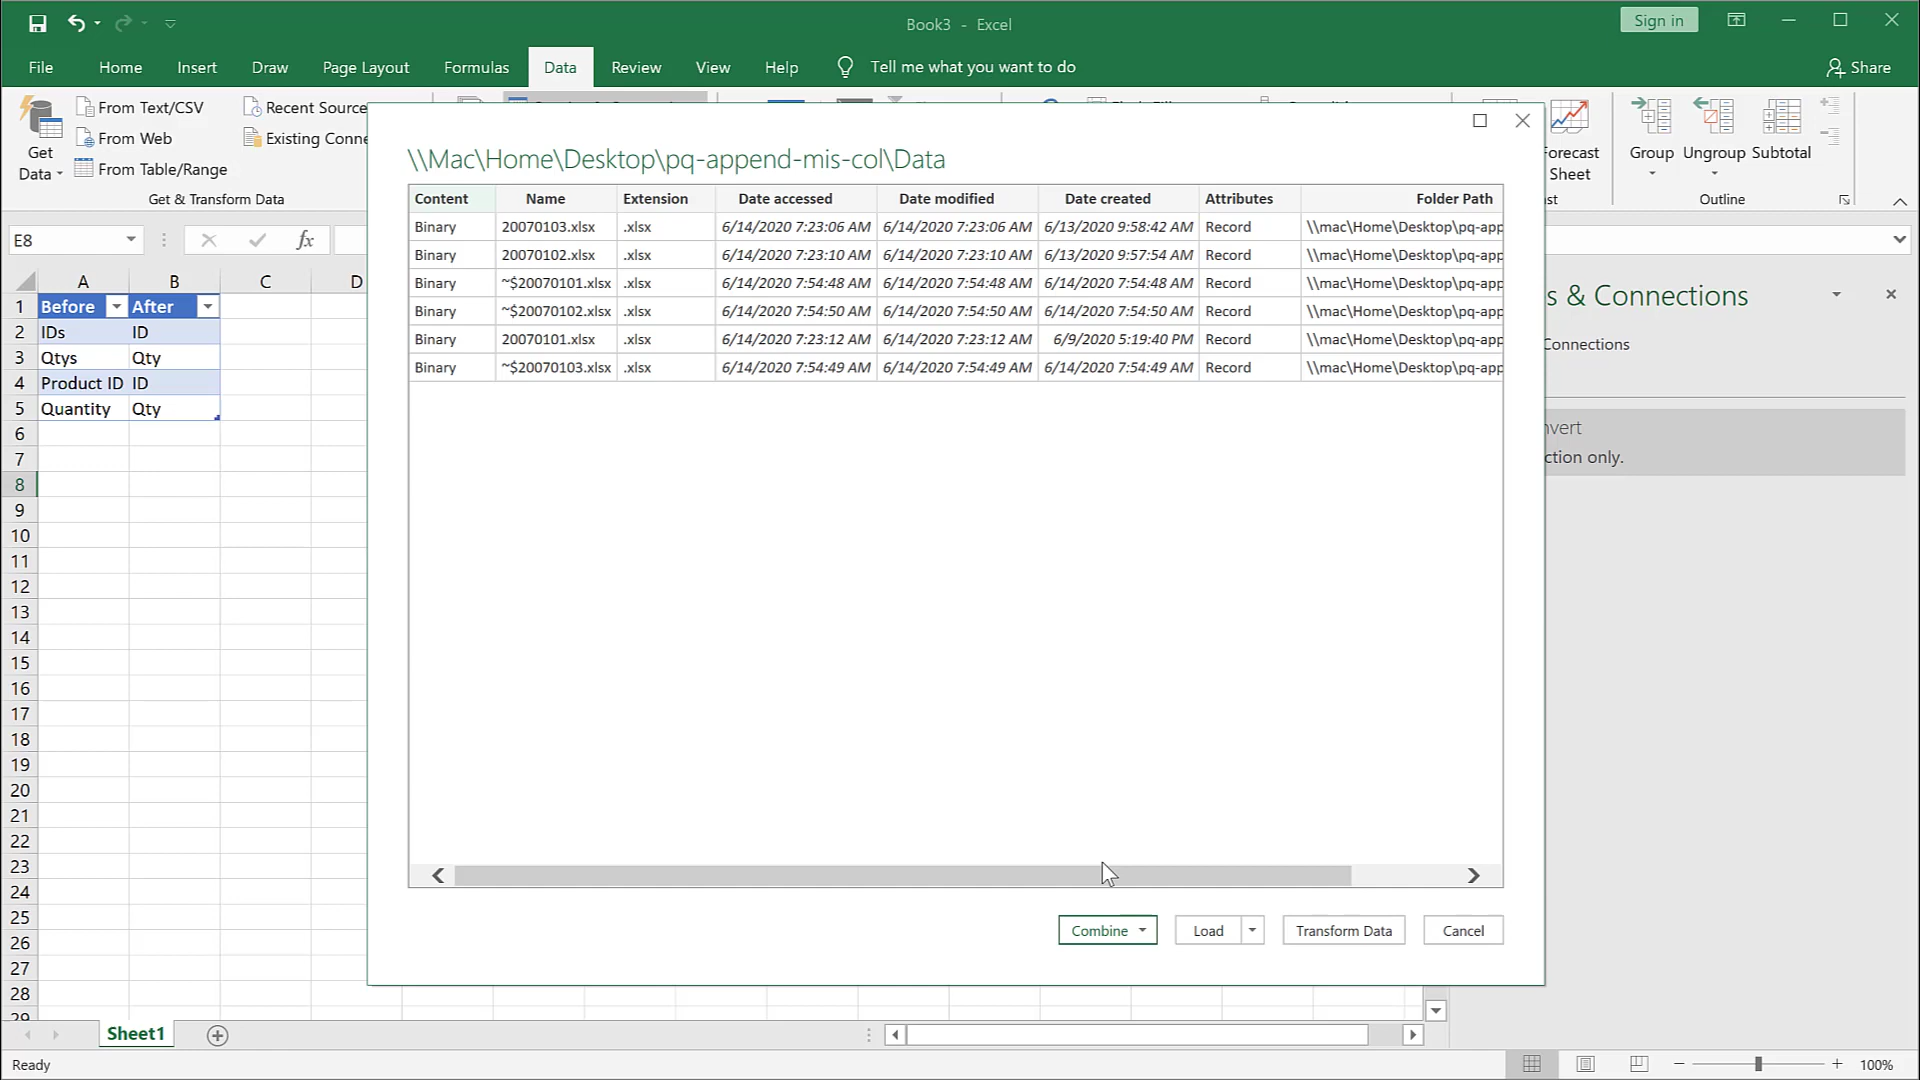 Book3 - Excel
Sign in
File Home Insert Draw Page Layout Formulas Data Review View Help Tell me what you want to do Share
Get Data
From Text/CSV
From Web
From Table/Range
Recent Source
Existing Conne
Get & Transform Data
orecast Sheet
Group Ungroup Subtotal
st
Outline
E8
fx
\\Mac\Home\Desktop\pq-append-mis-col\Data
Content Name Extension Date accessed Date modified Date created Attributes Folder Path
Binary 20070103.xlsx .xlsx 6/14/2020 7:23:06 AM 6/14/2020 7:23:06 AM 6/13/2020 9:58:42 AM Record \\mac\Home\Desktop\pq-app
Binary 20070102.xlsx .xlsx 6/14/2020 7:23:10 AM 6/14/2020 7:23:10 AM 6/13/2020 9:57:54 AM Record \\mac\Home\Desktop\pq-app
Binary ~$20070101.xlsx .xlsx 6/14/2020 7:54:48 AM 6/14/2020 7:54:48 AM 6/14/2020 7:54:48 AM Record \\mac\Home\Desktop\pq-app
Binary ~$20070102.xlsx .xlsx 6/14/2020 7:54:50 AM 6/14/2020 7:54:50 AM 6/14/2020 7:54:50 AM Record \\mac\Home\Desktop\pq-app
Binary 20070101.xlsx .xlsx 6/14/2020 7:23:12 AM 6/14/2020 7:23:12 AM 6/9/2020 5:19:40 PM Record \\mac\Home\Desktop\pq-app
Binary ~$20070103.xlsx .xlsx 6/14/2020 7:54:49 AM 6/14/2020 7:54:49 AM 6/14/2020 7:54:49 AM Record \\mac\Home\Desktop\pq-app
Combine Load Transform Data Cancel
A B C D
1 Before After
2 IDs ID
3 Qtys Qty
4 Product ID ID
5 Quantity Qty
6
7
8
9
10
11
12
13
14
15
16
17
18
19
20
21
22
23
24
25
26
27
28
29
s & Connections
Connections
nvert
ction only.
Sheet1
Ready
100%